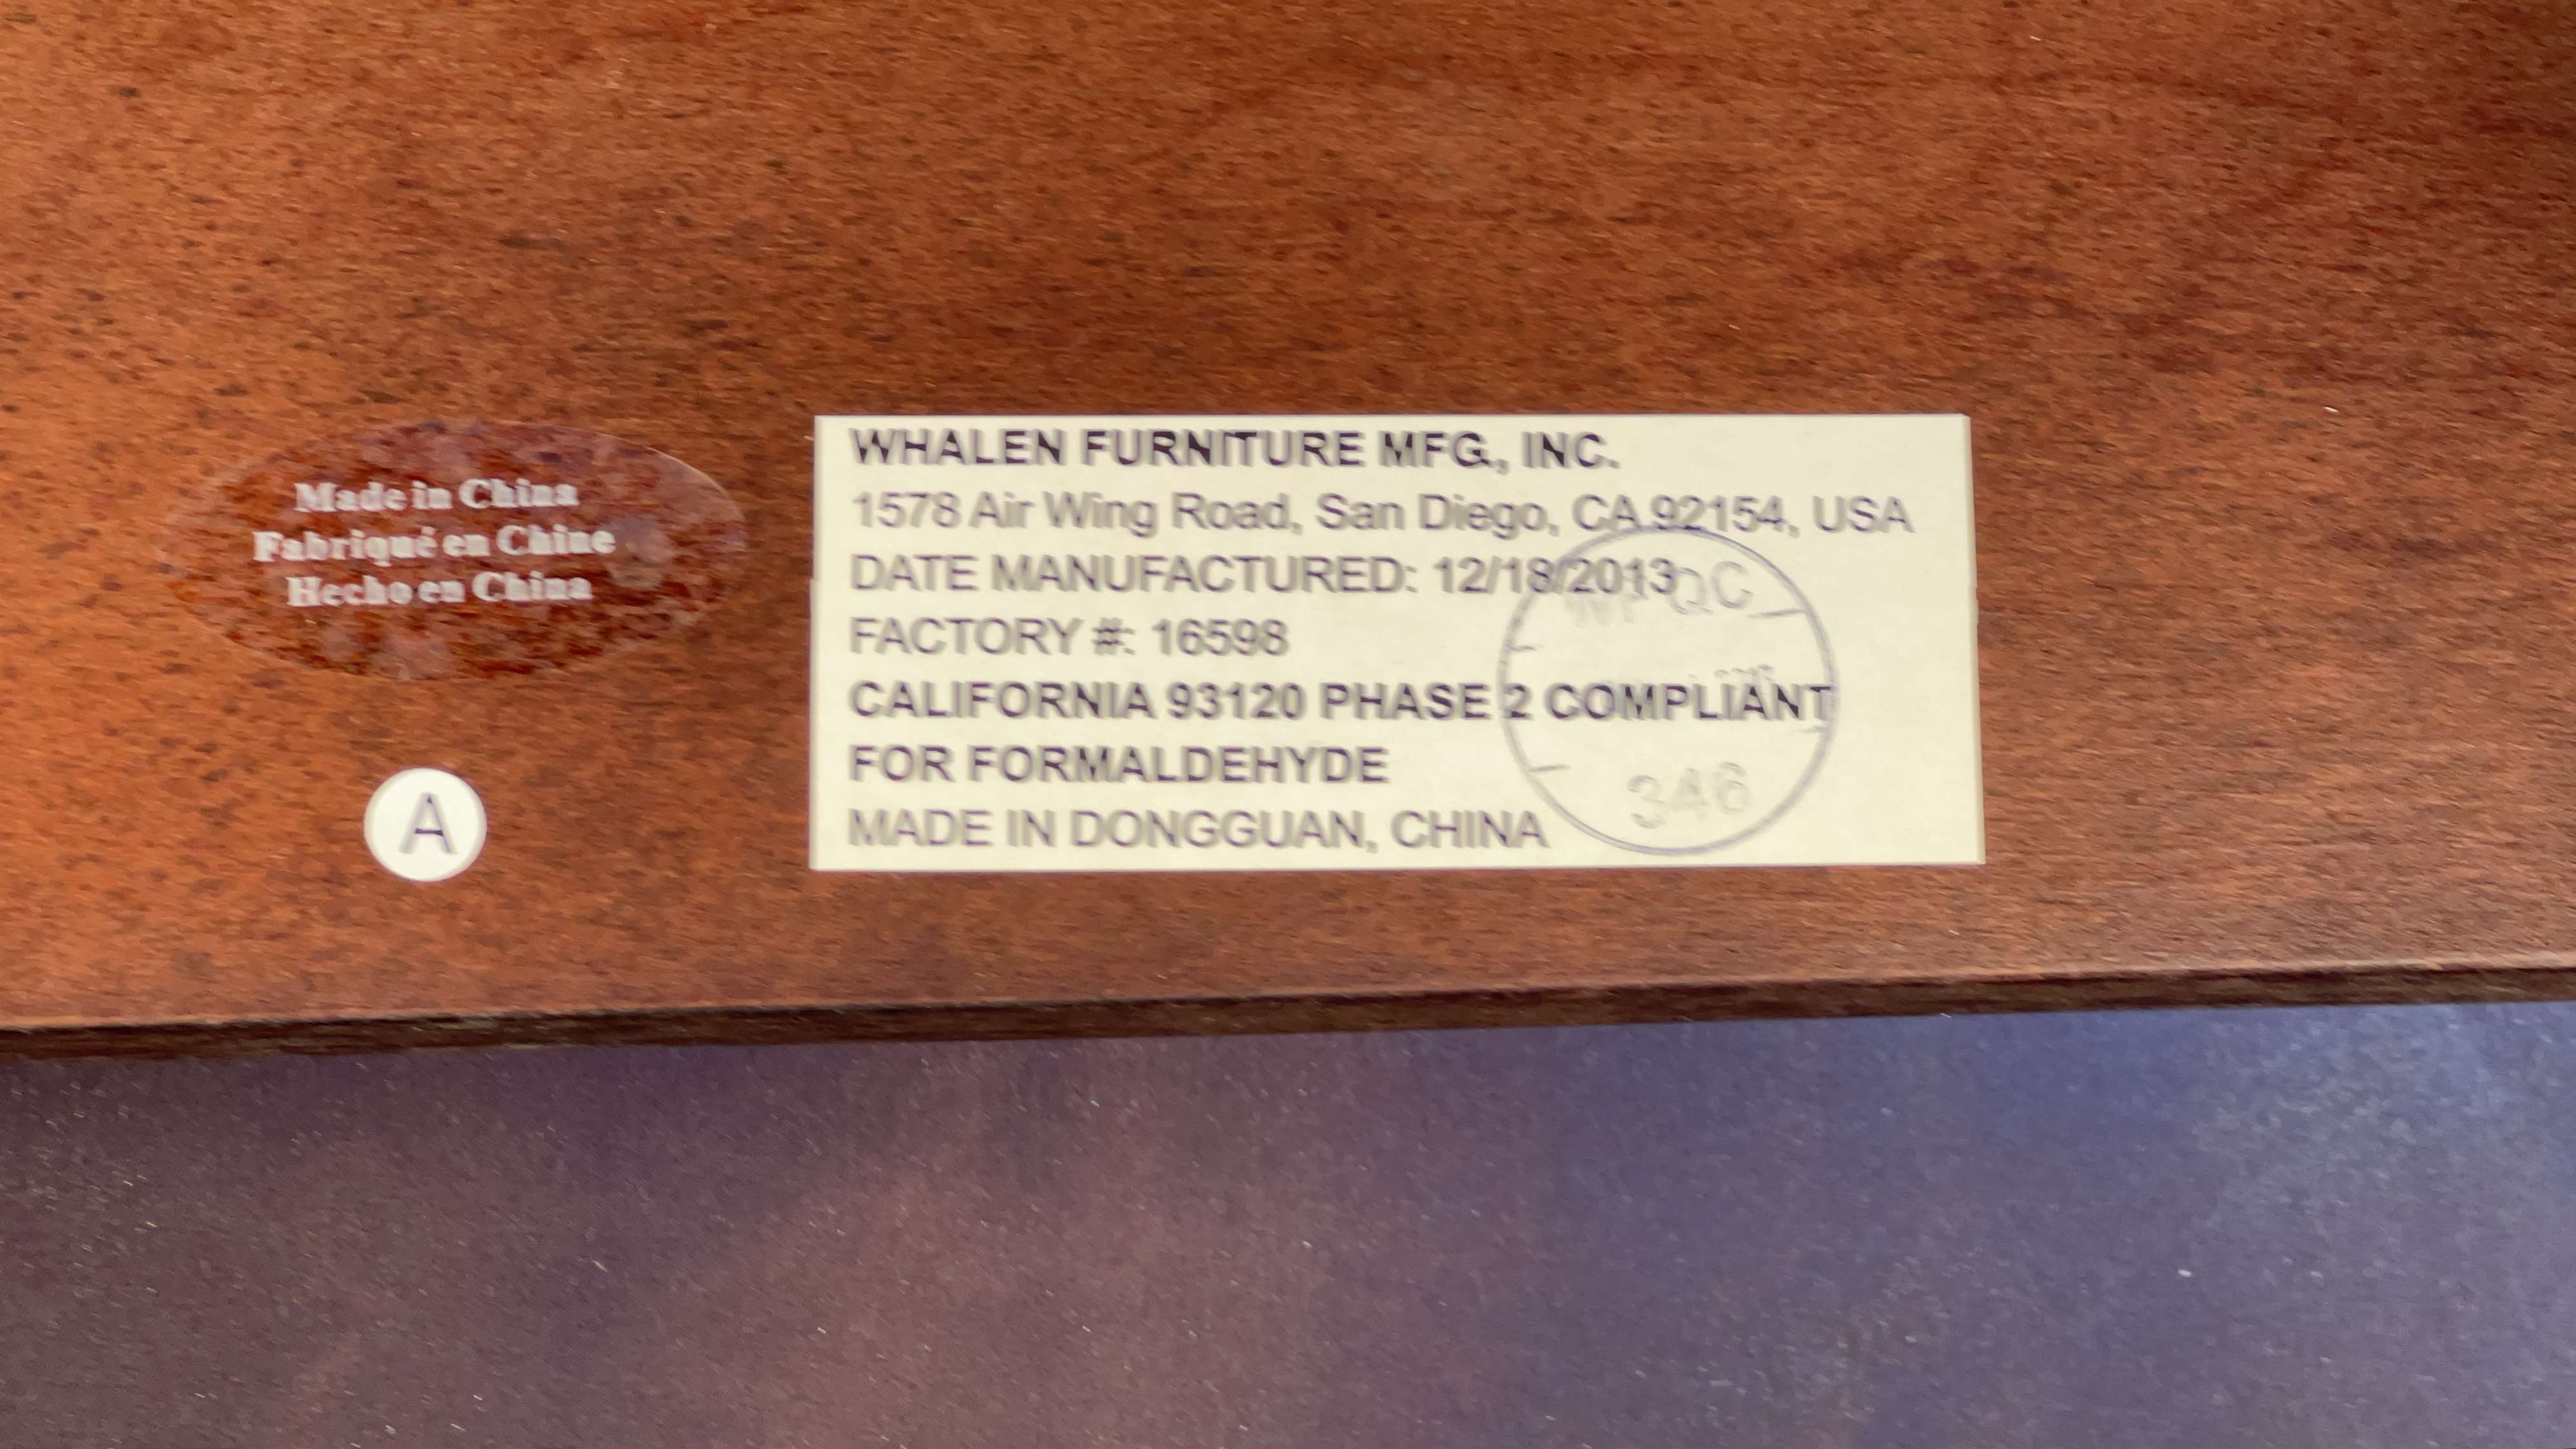 Made in China
Fabriqué en Chine
Hecho en China
A
WHALEN FURNITURE MFG., INC.
1578 Air Wing Road, San Diego, CA 92154, USA
DATE MANUFACTURED: 12/18/2013
FACTORY #: 16598
CALIFORNIA 93120 PHASE 2 COMPLIANT
FOR FORMALDEHYDE
MADE IN DONGGUAN, CHINA
QC
346